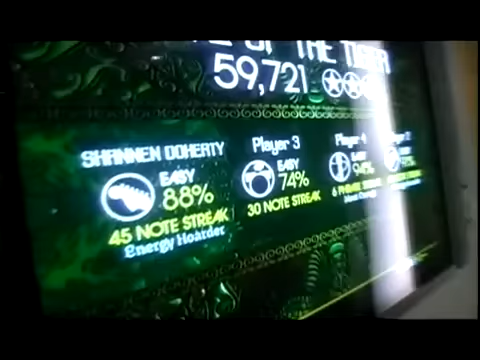 OF THE TIGER
59,721
SHANNEN DOHERTY
EASY
88%
45 NOTE STREAK
Energy Hoarder
Player 3
EASY
74%
30 NOTE STREAK
Player 4
EASY
94%